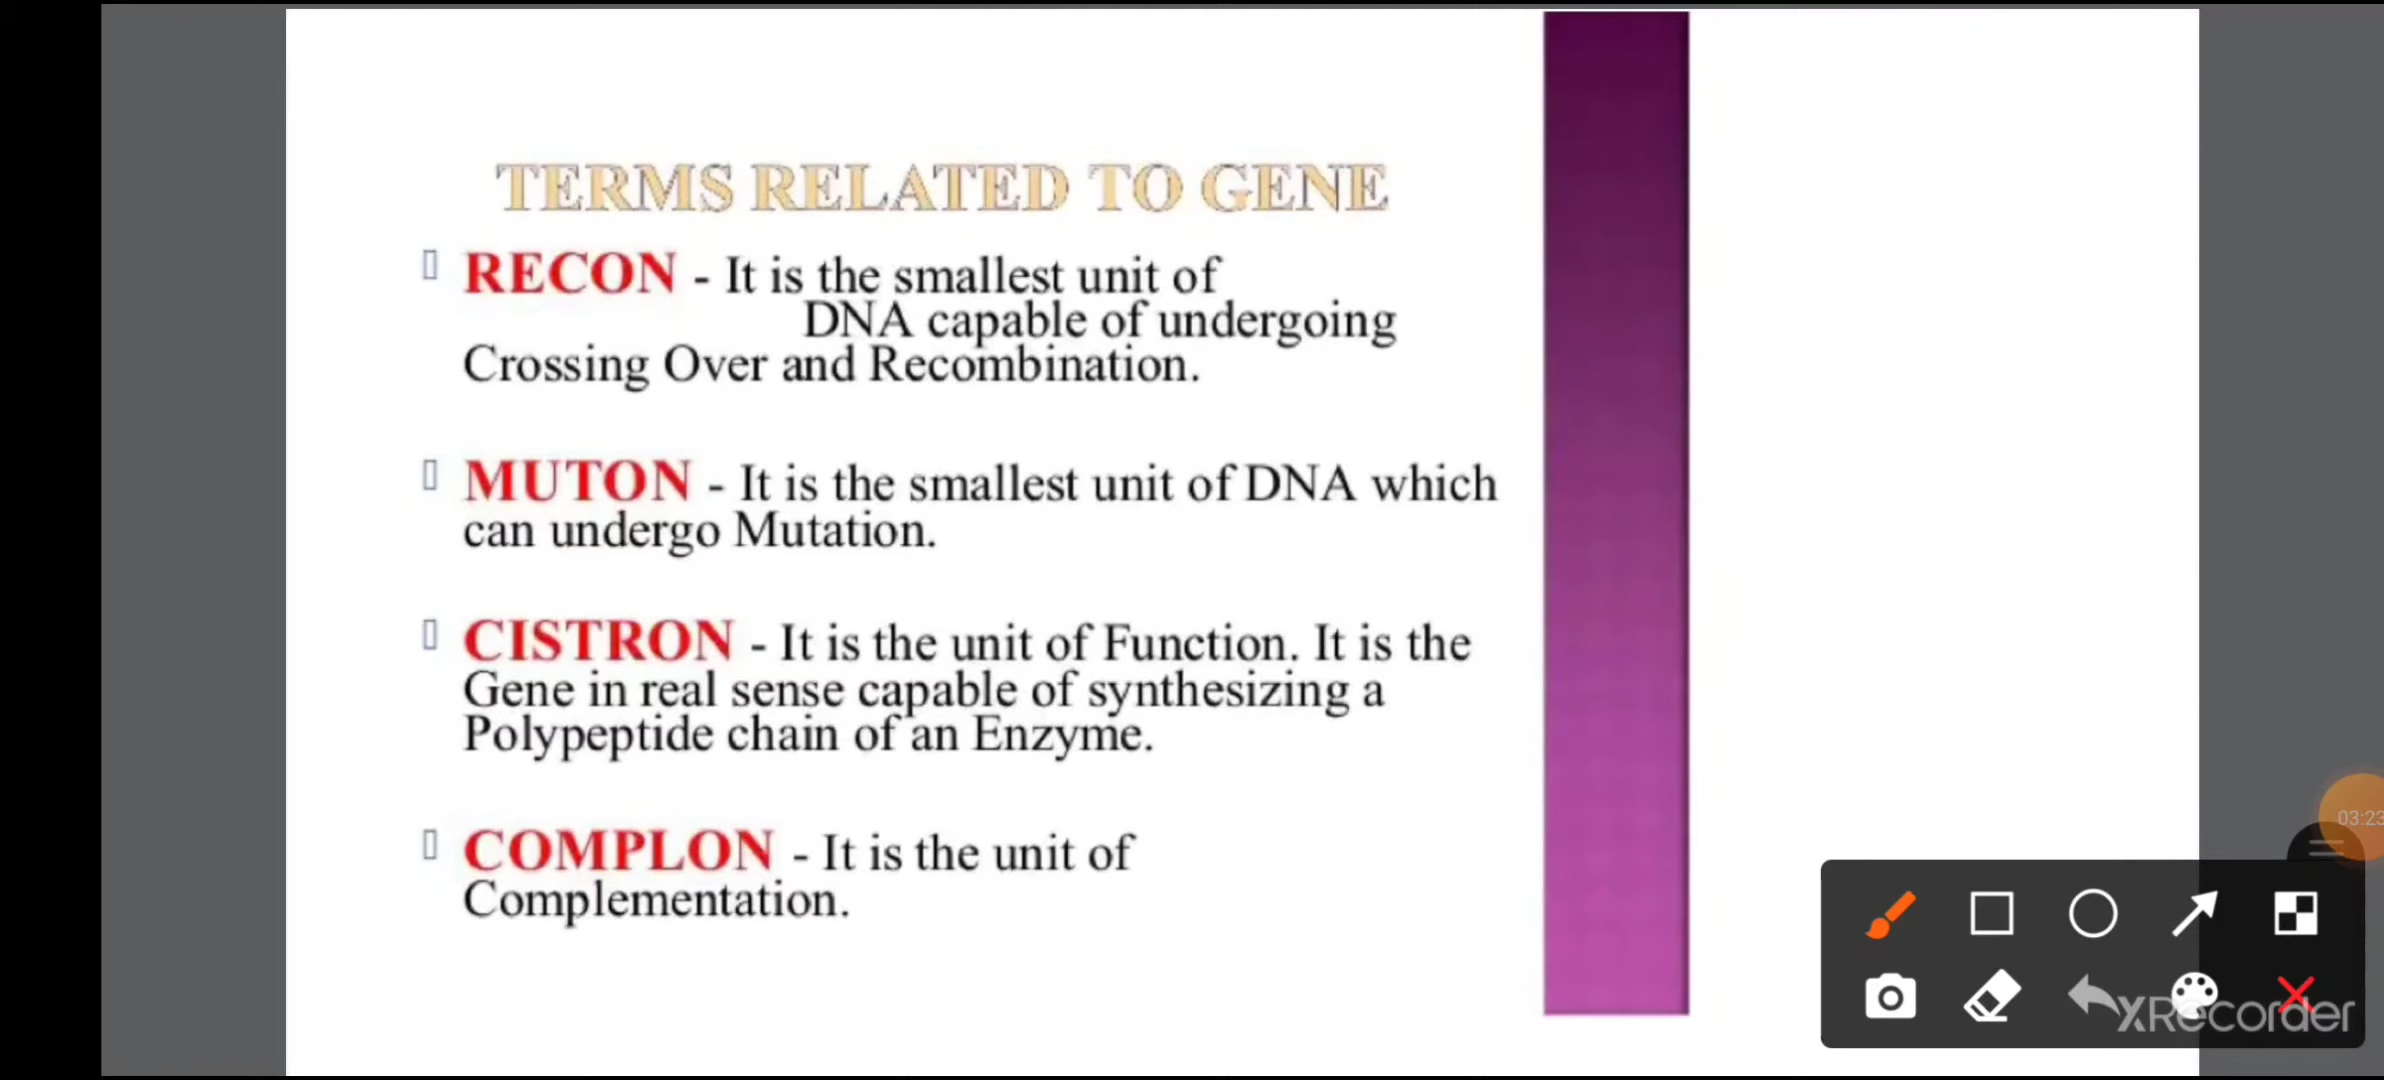 TERMS RELATED TO GENE
RECON - It is the smallest unit of
DNA capable of undergoing
Crossing Over and Recombination.
MUTON - It is the smallest unit of DNA which
can undergo Mutation.
CISTRON - It is the unit of Function. It is the
Gene in real sense capable of synthesizing a
Polypeptide chain of an Enzyme.
COMPLON - It is the unit of
Complementation.
03:23
XRecorder